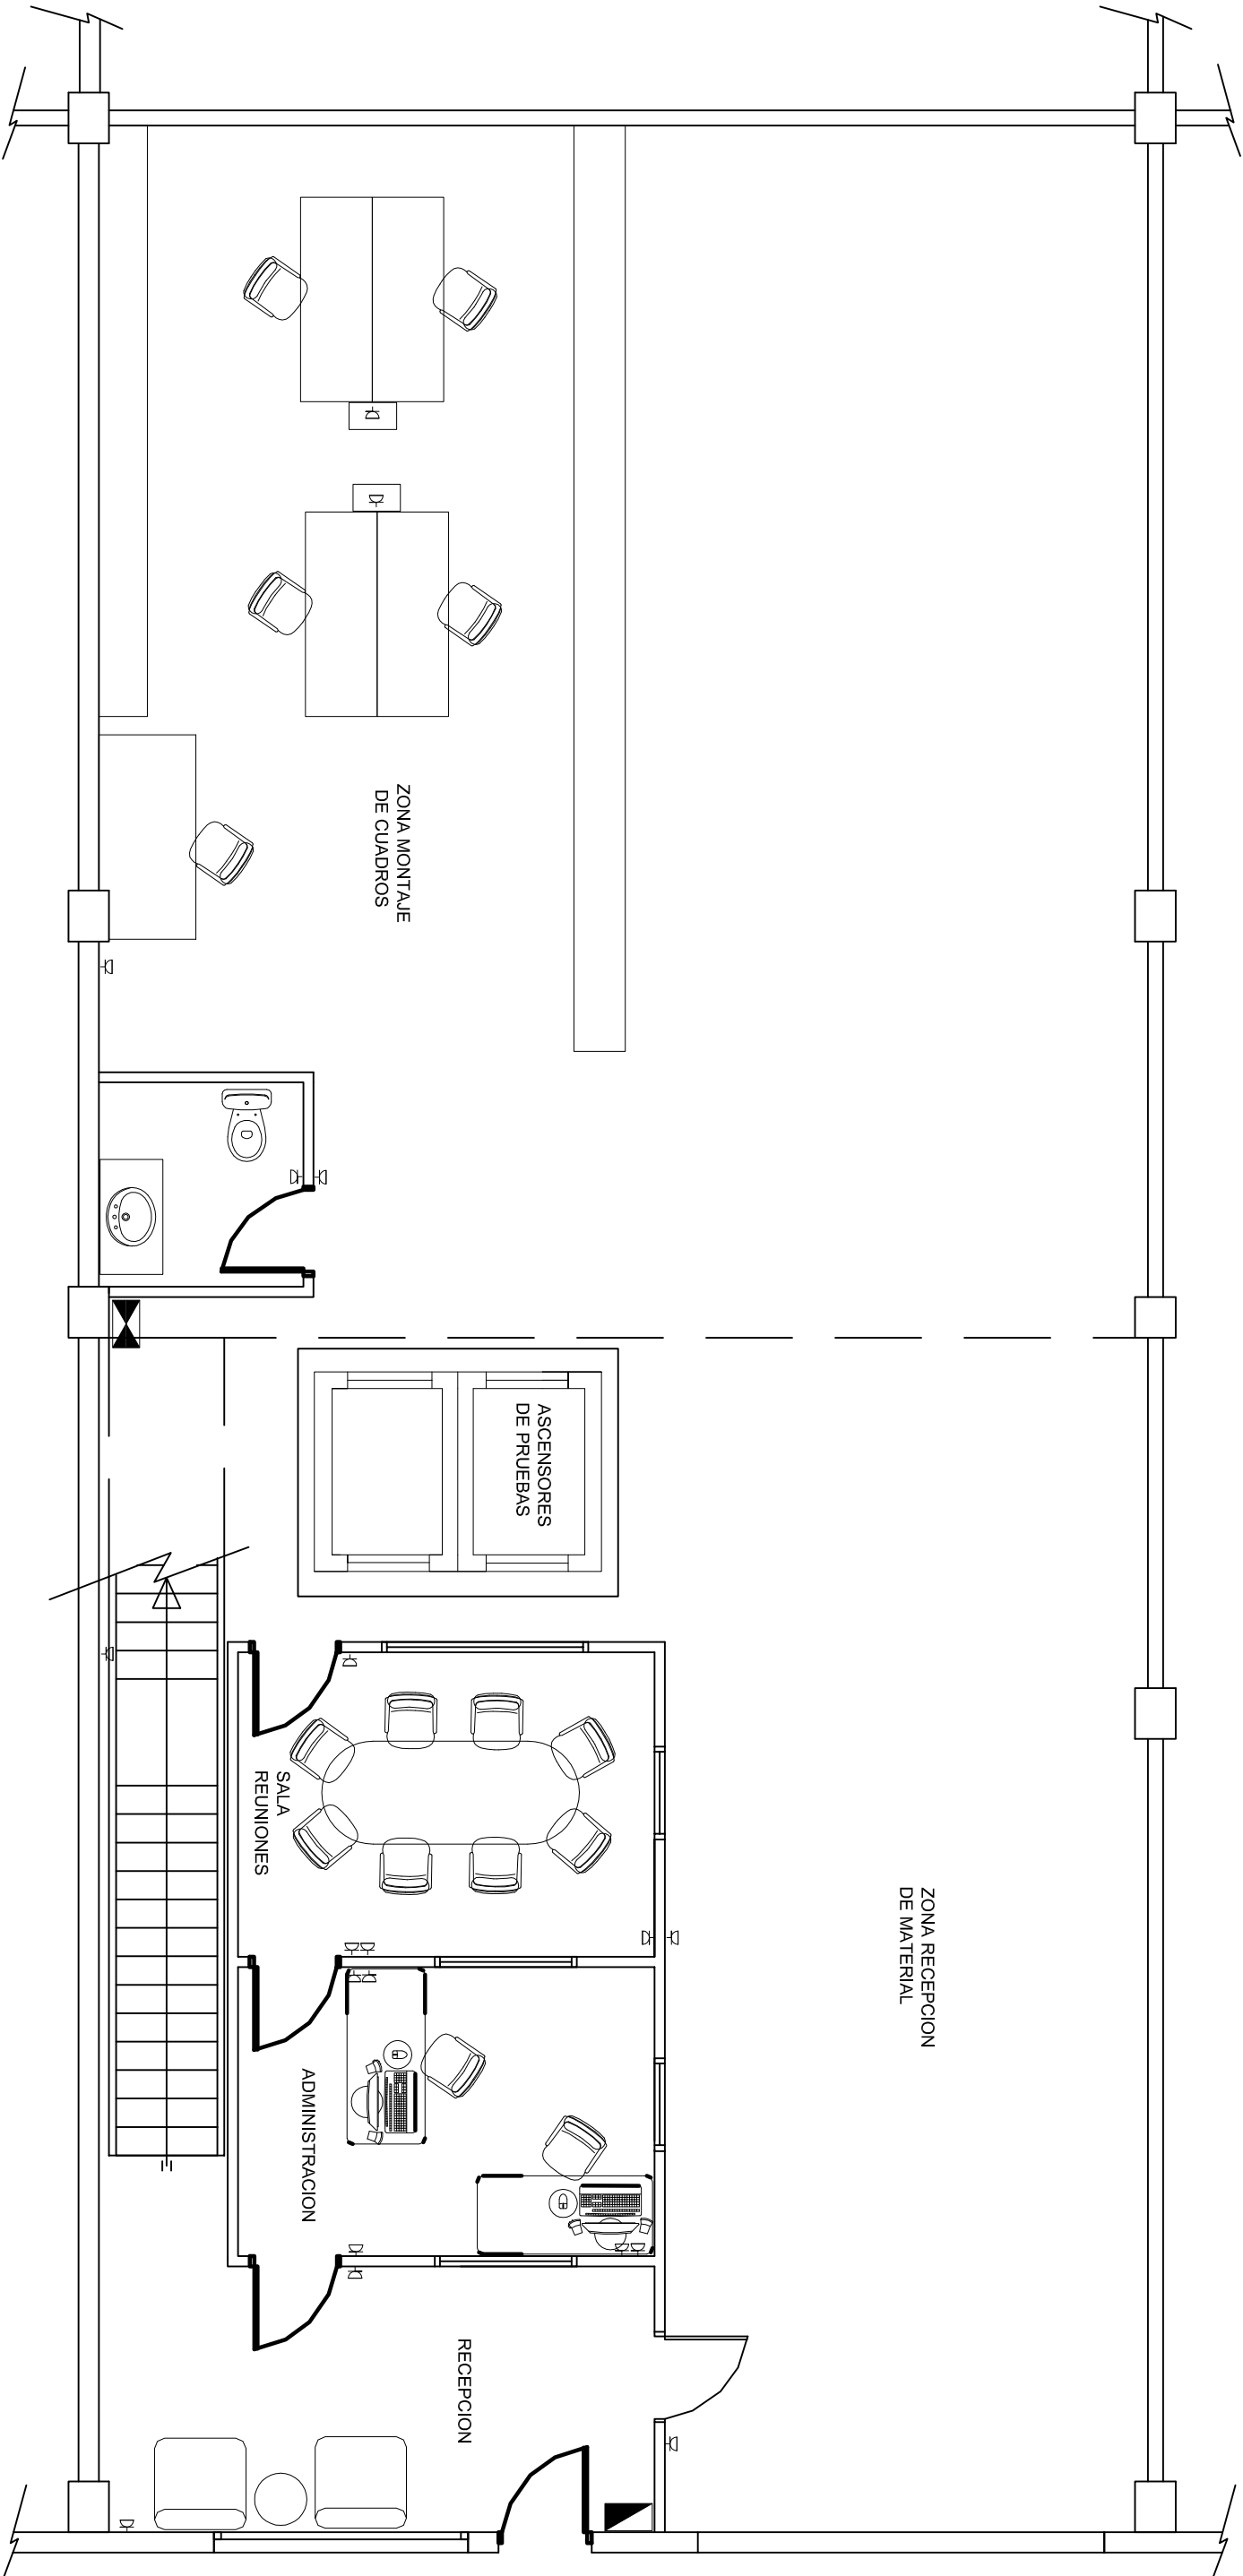 ZONA MONTAJE
DE CUADROS
ASCENSORES
DE PRUEBAS
SALA
REUNIONES
ZONA RECEPCION
DE MATERIAL
ADMINISTRACION
RECEPCION